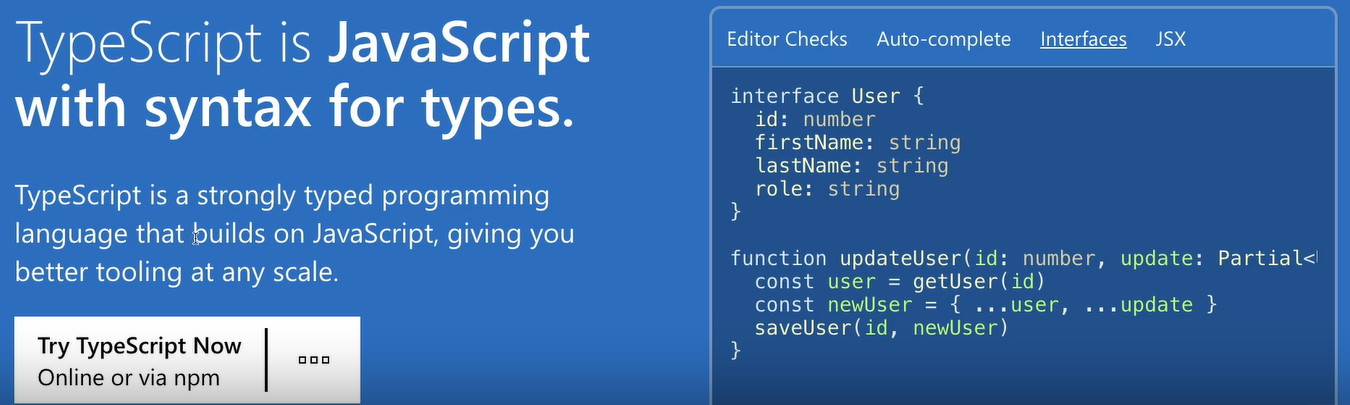 TypeScript is JavaScript
with syntax for types.
TypeScript is a strongly typed programming
language that builds on JavaScript, giving you
better tooling at any scale.
Try TypeScript Now
Online or via npm
Editor Checks Auto-complete Interfaces JSX
interface User {
  id: number
  firstName: string
  lastName: string
  role: string
}
function updateUser(id: number, update: Partial<
  const user = getUser(id)
  const newUser = { ...user, ...update }
  saveUser(id, newUser)
}